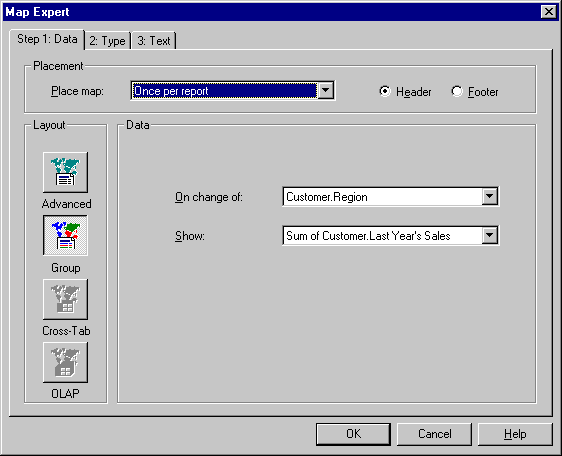 Map Expert
Step 1: Data 2: Type 3: Text
Placement
Place map: Once per report Header Footer
Layout Data
Advanced
On change of: Customer.Region
Show: Sum of Customer.Last Year's Sales
Group
Cross-Tab
OLAP
OK Cancel Help